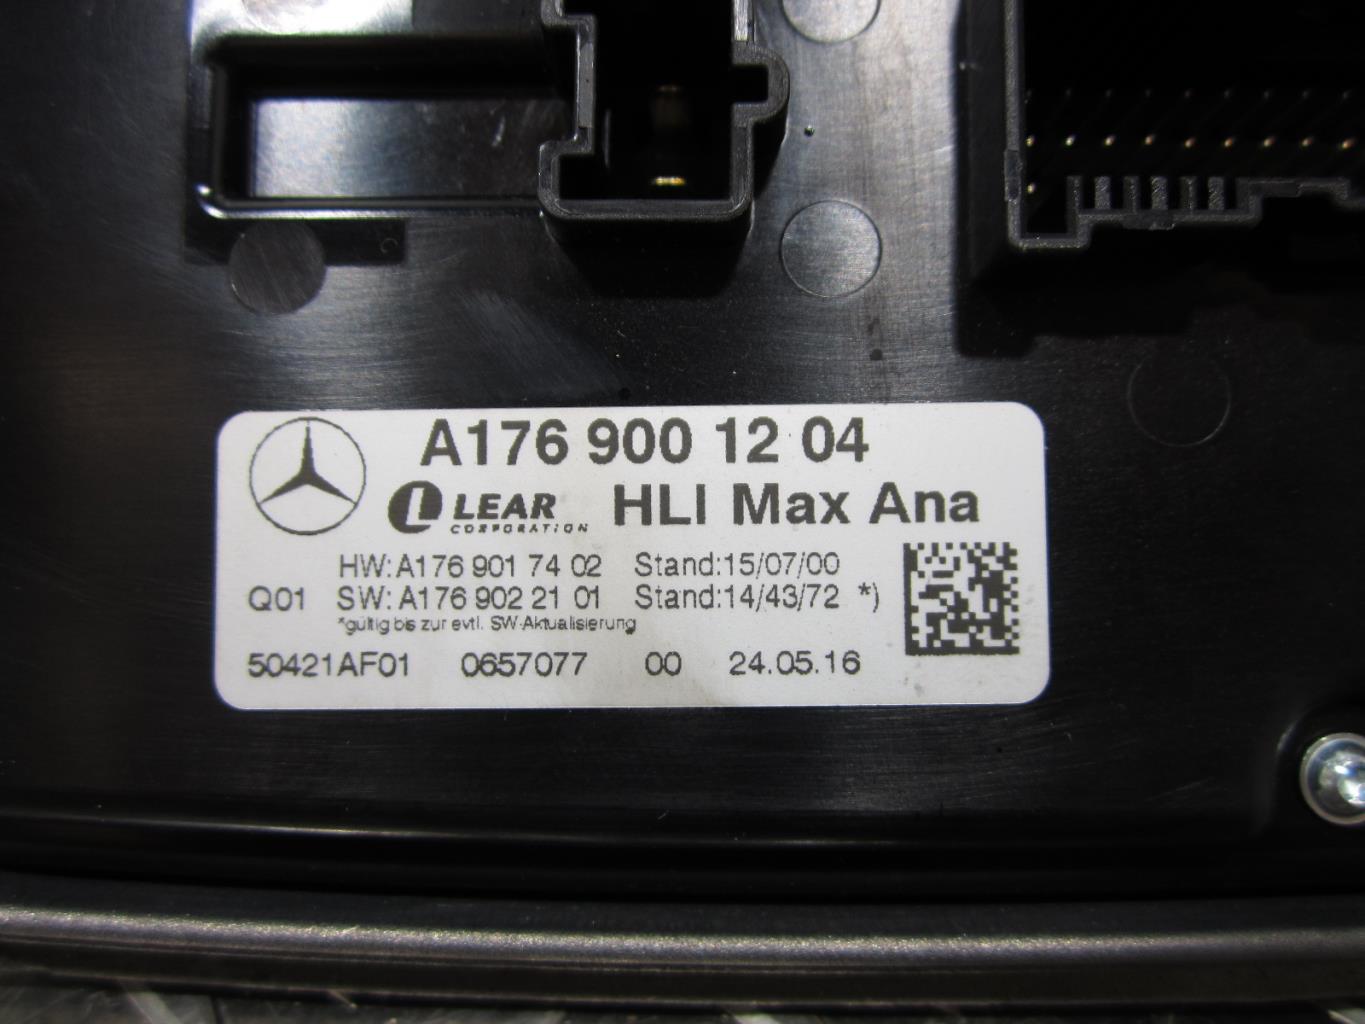 A176 900 12 04
LEAR CORPORATION HLI Max Ana
HW:A176 901 74 02 Stand:15/07/00
Q01 SW:A176 902 21 01 Stand:14/43/72 *)
*gültig bis zur evtl. SW-Aktualisierung
50421AF01 0657077 00 24.05.16